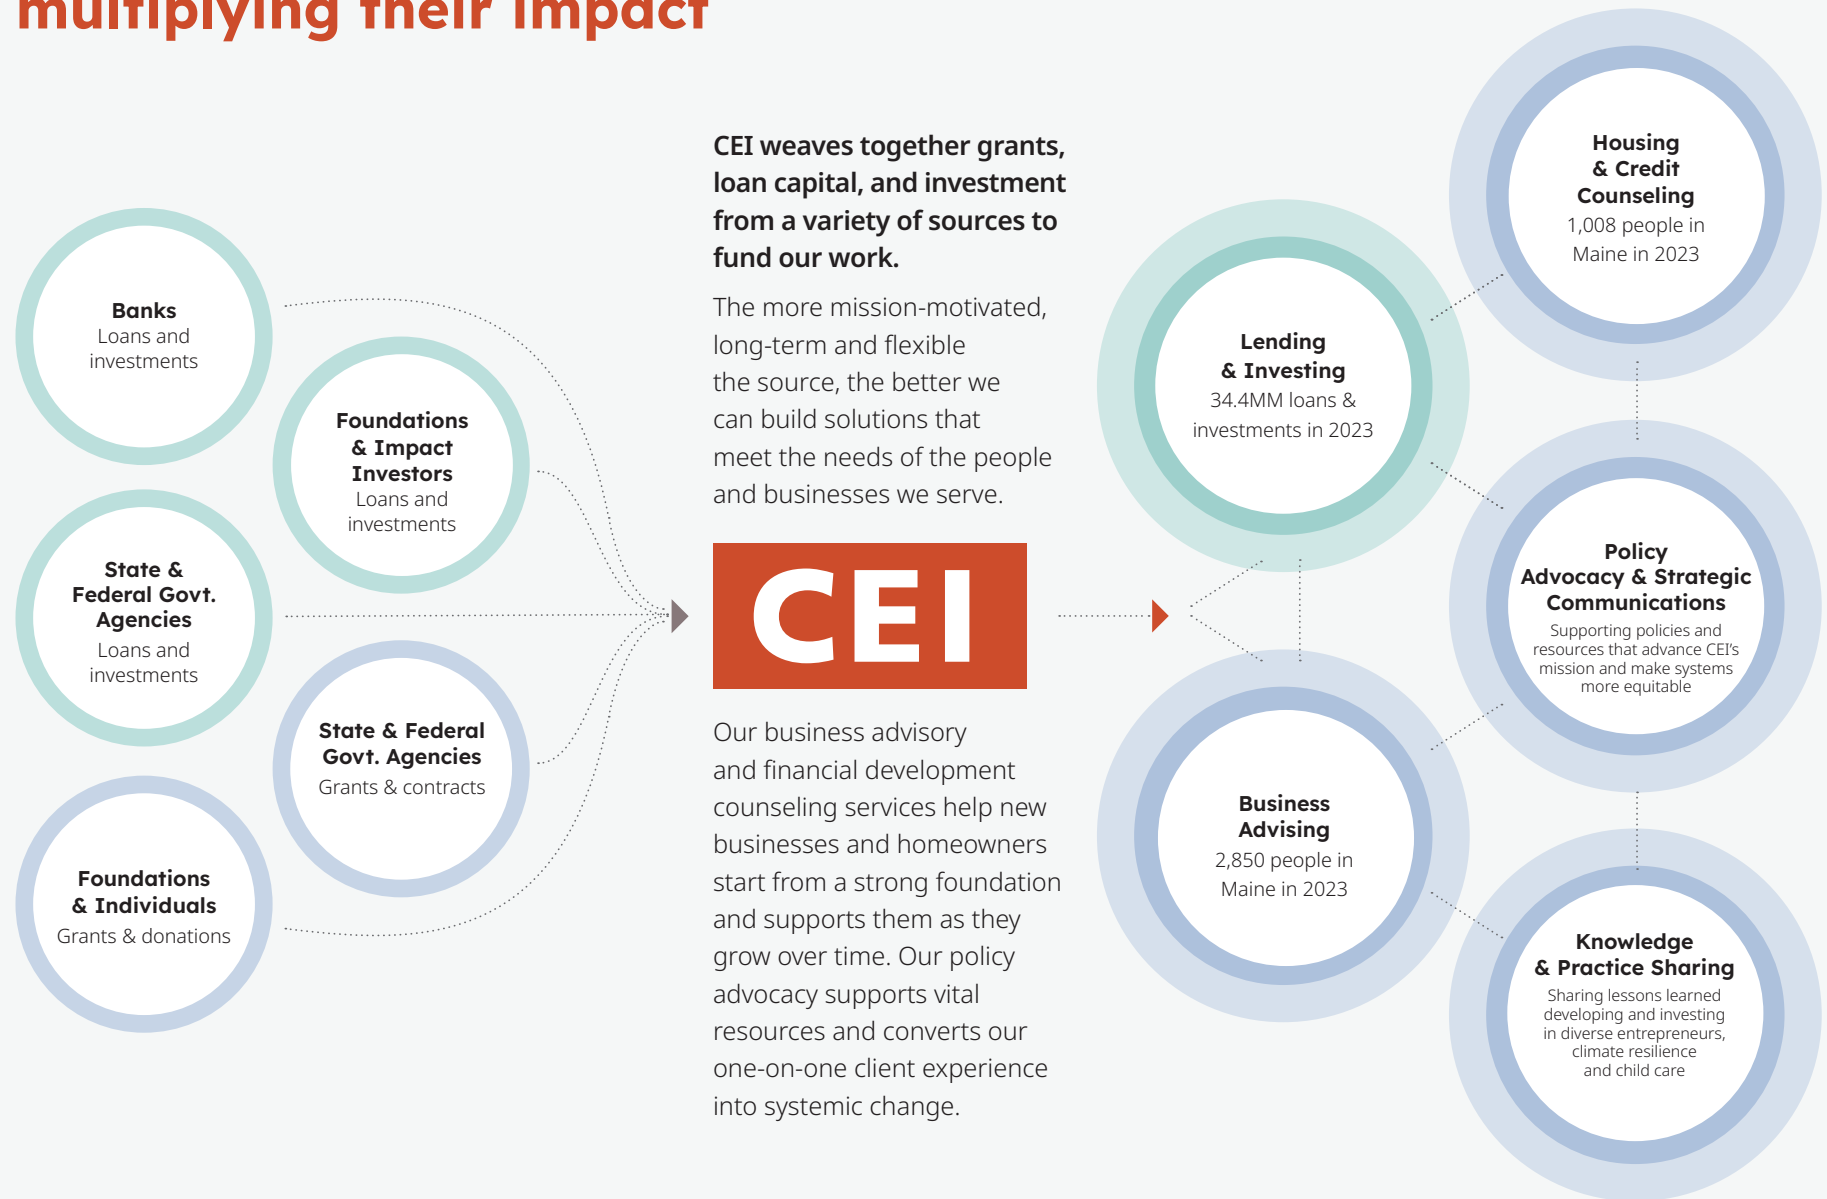 multiplying their impact
Banks
Loans and
investments
Foundations
& Impact
Investors
Loans and
investments
State &
Federal Govt.
Agencies
Loans and
investments
State & Federal
Govt. Agencies
Grants & contracts
Foundations
& Individuals
Grants & donations
CEI weaves together grants,
loan capital, and investment
from a variety of sources to
fund our work.
The more mission-motivated,
long-term and flexible
the source, the better we
can build solutions that
meet the needs of the people
and businesses we serve.
CEI
Our business advisory
and financial development
counseling services help new
businesses and homeowners
start from a strong foundation
and supports them as they
grow over time. Our policy
advocacy supports vital
resources and converts our
one-on-one client experience
into systemic change.
Lending
& Investing
34.4MM loans &
investments in 2023
Business
Advising
2,850 people in
Maine in 2023
Housing
& Credit
Counseling
1,008 people in
Maine in 2023
Policy
Advocacy & Strategic
Communications
Supporting policies and
resources that advance CEI’s
mission and make systems
more equitable
Knowledge
& Practice Sharing
Sharing lessons learned
developing and investing
in diverse entrepreneurs,
climate resilience
and child care